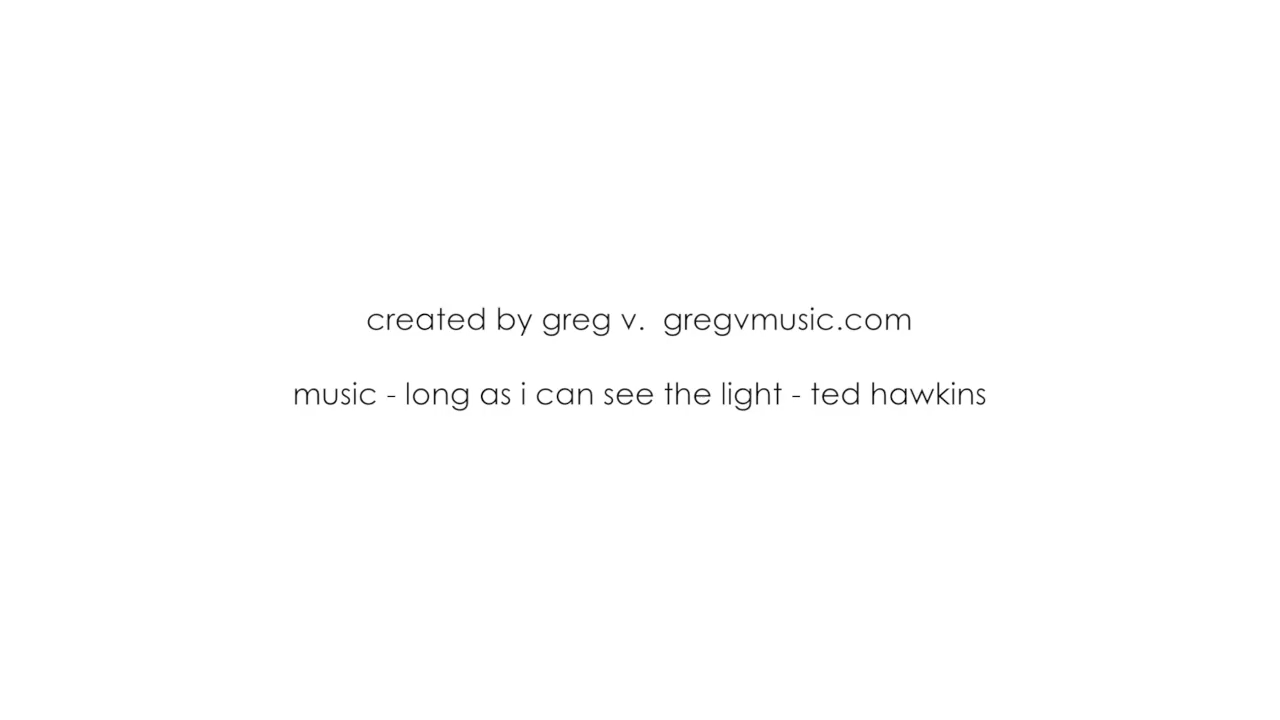 created by greg v.  gregvmusic.com
music - long as i can see the light - ted hawkins